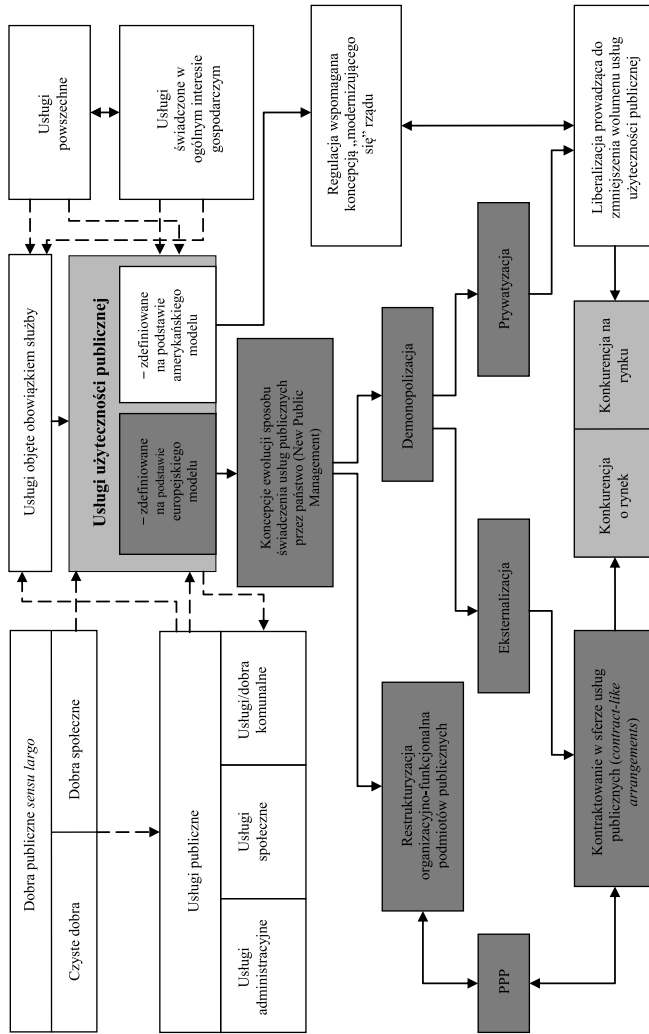 Dobra publiczne sensu largo
Czyste dobra
Dobra społeczne
Usługi publiczne
Usługi
administracyjne
Usługi
społeczne
Usługi/dobra
komunalne
Usługi objęte obowiązkiem służby
Usługi użyteczności publicznej
– zdefiniowane
na podstawie
europejskiego
modelu
– zdefiniowane
na podstawie
amerykańskiego
modelu
Usługi
powszechne
Usługi
świadczone w
ogólnym interesie
gospodarczym
Koncepcje ewolucji sposobu
świadczenia usług publicznych
przez państwo (New Public
Management)
Regulacja wspomagana
koncepcją „modernizującego
się” rządu
Restrukturyzacja
organizacyjno-funkcjonalna
podmiotów publicznych
Demonopolizacja
PPP
Eksternalizacja
Prywatyzacja
Kontraktowanie w sferze usług
publicznych (contract-like
arrangements)
Konkurencja
o rynek
Konkurencja na
rynku
Liberalizacja prowadząca do
zmniejszenia wolumenu usług
użyteczności publicznej